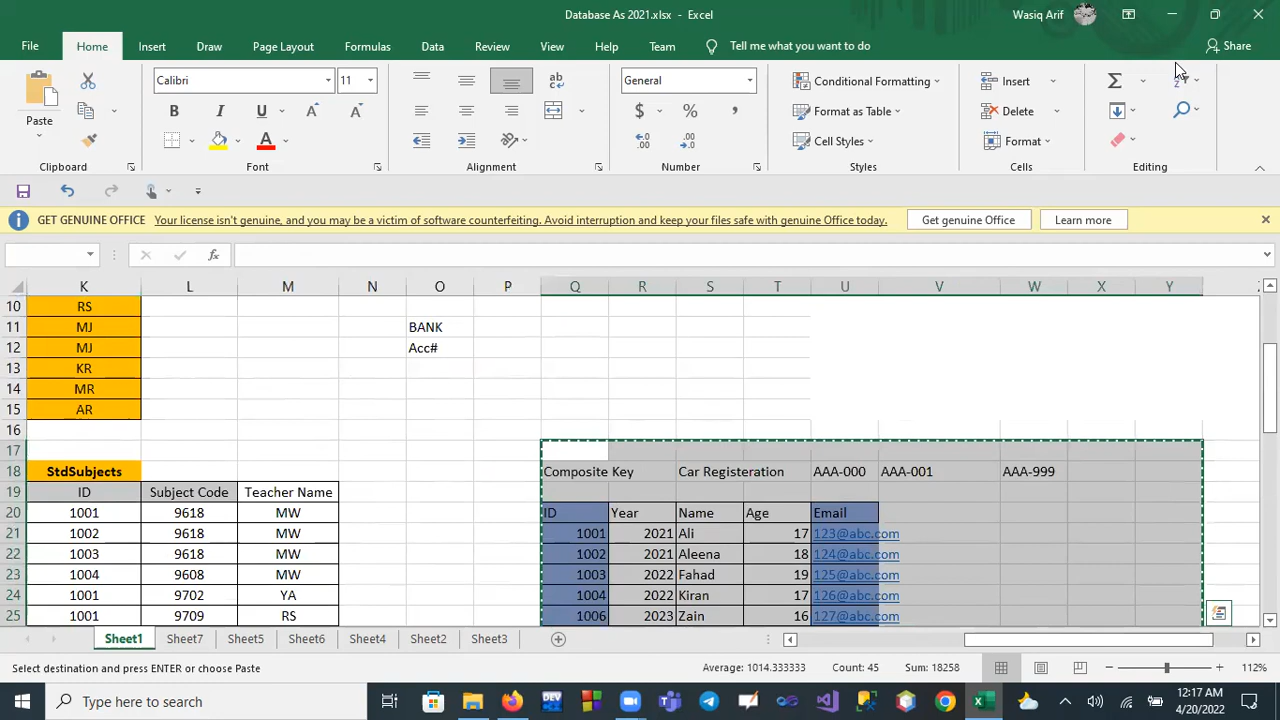 Database As 2021.xlsx - Excel
Wasiq Arif
File Home Insert Draw Page Layout Formulas Data Review View Help Team Tell me what you want to do Share
Calibri 11 General Conditional Formatting Insert
Paste Format as Table Delete
Cell Styles Format
Clipboard Font Alignment Number Styles Cells Editing
GET GENUINE OFFICE Your license isn't genuine, and you may be a victim of software counterfeiting. Avoid interruption and keep your files safe with genuine Office today. Get genuine Office Learn more
K L M N O P Q R S T U V W X Y
10 RS
11 MJ BANK
12 MJ Acc#
13 KR
14 MR
15 AR
16
17
18 StdSubjects Composite Key Car Registeration AAA-000 AAA-001 AAA-999
19 ID Subject Code Teacher Name
20 1001 9618 MW ID Year Name Age Email
21 1002 9618 MW 1001 2021 Ali 17 123@abc.com
22 1003 9618 MW 1002 2021 Aleena 18 124@abc.com
23 1004 9608 MW 1003 2022 Fahad 19 125@abc.com
24 1001 9702 YA 1004 2022 Kiran 17 126@abc.com
25 1001 9709 RS 1006 2023 Zain 16 127@abc.com
Sheet1 Sheet7 Sheet5 Sheet6 Sheet4 Sheet2 Sheet3
Select destination and press ENTER or choose Paste Average: 1014.333333 Count: 45 Sum: 18258 112%
Type here to search 12:17 AM
4/20/2022